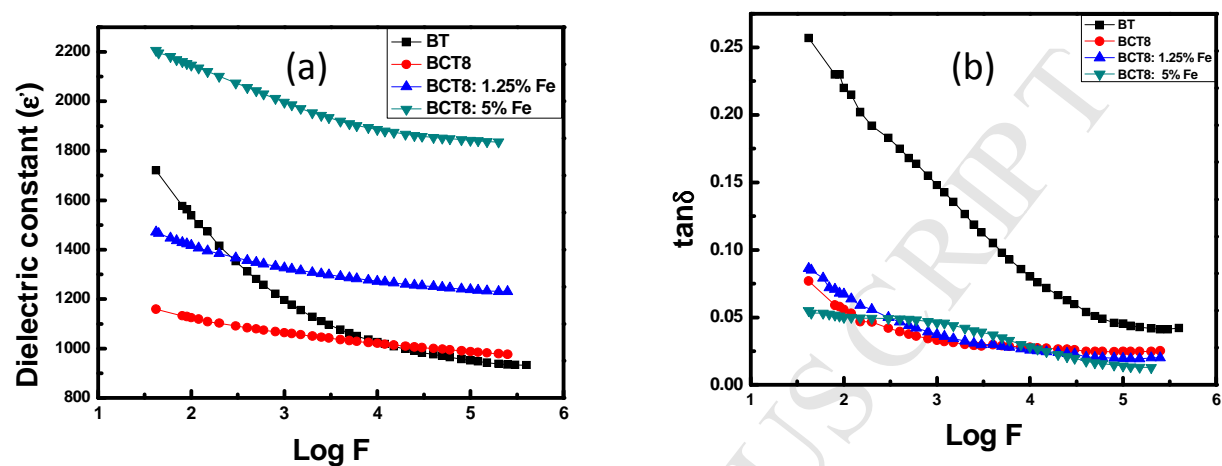 (a)
BT
BCT8
BCT8: 1.25% Fe
BCT8: 5% Fe
Dielectric constant (ε')
2200
2000
1800
1600
1400
1200
1000
800
1 2 3 4 5 6
Log F
(b)
BT
BCT8
BCT8: 1.25% Fe
BCT8: 5% Fe
tanδ
0.25
0.20
0.15
0.10
0.05
0.00
1 2 3 4 5 6
Log F
USCRIPT